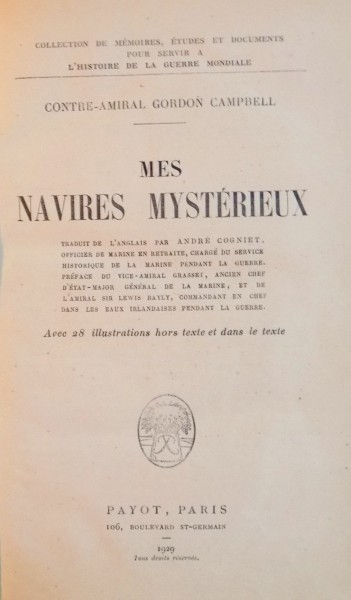 COLLECTION DE MÉMOIRES, ÉTUDES ET DOCUMENTS
POUR SERVIR A
L'HISTOIRE DE LA GUERRE MONDIALE
CONTRE-AMIRAL GORDON CAMPBELL
MES
NAVIRES MYSTÉRIEUX
TRADUIT DE L'ANGLAIS PAR ANDRÉ COGNIET,
OFFICIER DE MARINE EN RETRAITE, CHARGÉ DU SERVICE
HISTORIQUE DE LA MARINE PENDANT LA GUERRE.
PRÉFACE DU VICE-AMIRAL GRASSET, ANCIEN CHEF
D'ÉTAT-MAJOR GÉNÉRAL DE LA MARINE, ET DE
L'AMIRAL SIR LEWIS BAYLY, COMMANDANT EN CHEF
DANS LES EAUX IRLANDAISES PENDANT LA GUERRE.
Avec 28 illustrations hors texte et dans le texte
PAYOT, PARIS
106, BOULEVARD ST-GERMAIN
1929
Tous droits réservés.